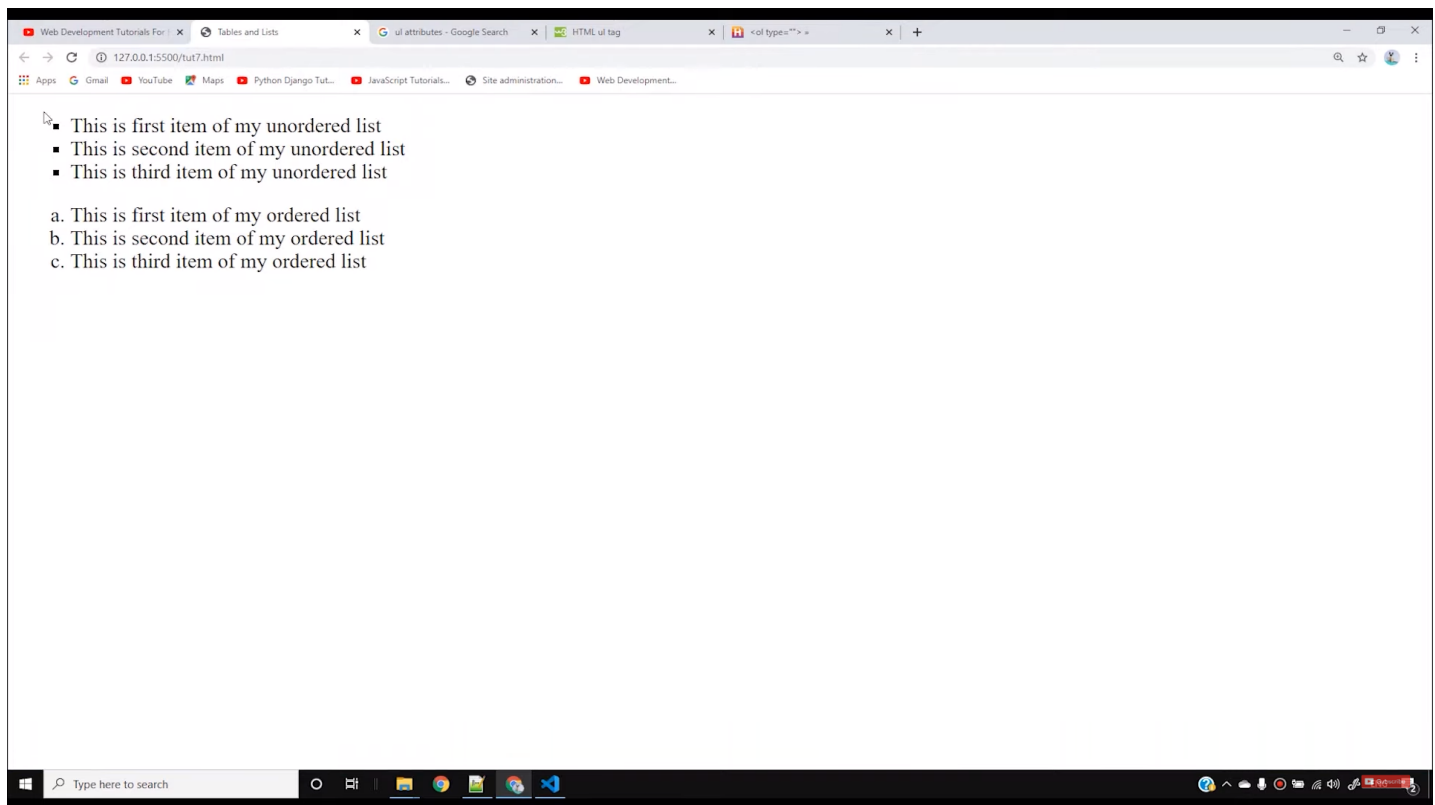 Web Development Tutorials For
Tables and Lists
ul attributes - Google Search
HTML ul tag
<ol type=""> »
127.0.0.1:5500/tut7.html
Apps
Gmail
YouTube
Maps
Python Django Tut...
JavaScript Tutorials...
Site administration...
Web Development...
▪ This is first item of my unordered list
▪ This is second item of my unordered list
▪ This is third item of my unordered list
a. This is first item of my ordered list
b. This is second item of my ordered list
c. This is third item of my ordered list
Type here to search